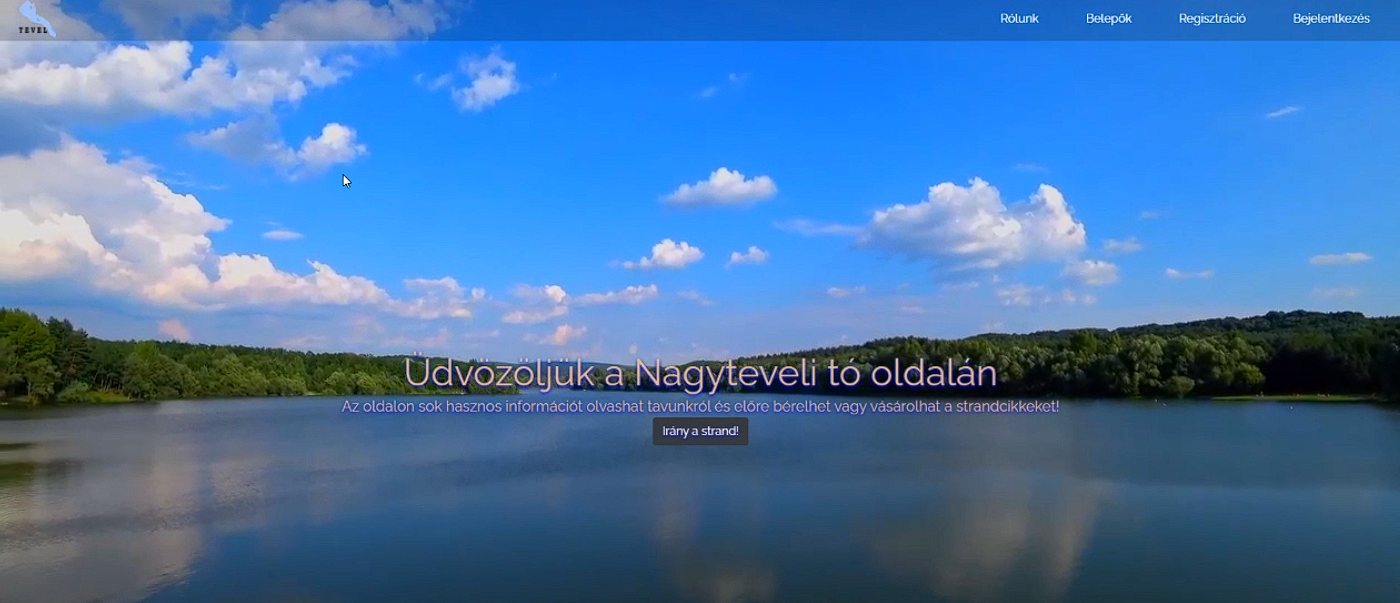 TEVEL
Rólunk Belepők Regisztráció Bejelentkezés
Üdvözöljük a Nagyteveli tó oldalán
Az oldalon sok hasznos információt olvashat tavunkról és előre bérelhet vagy vásárolhat a strandcikkeket!
Irány a strand!